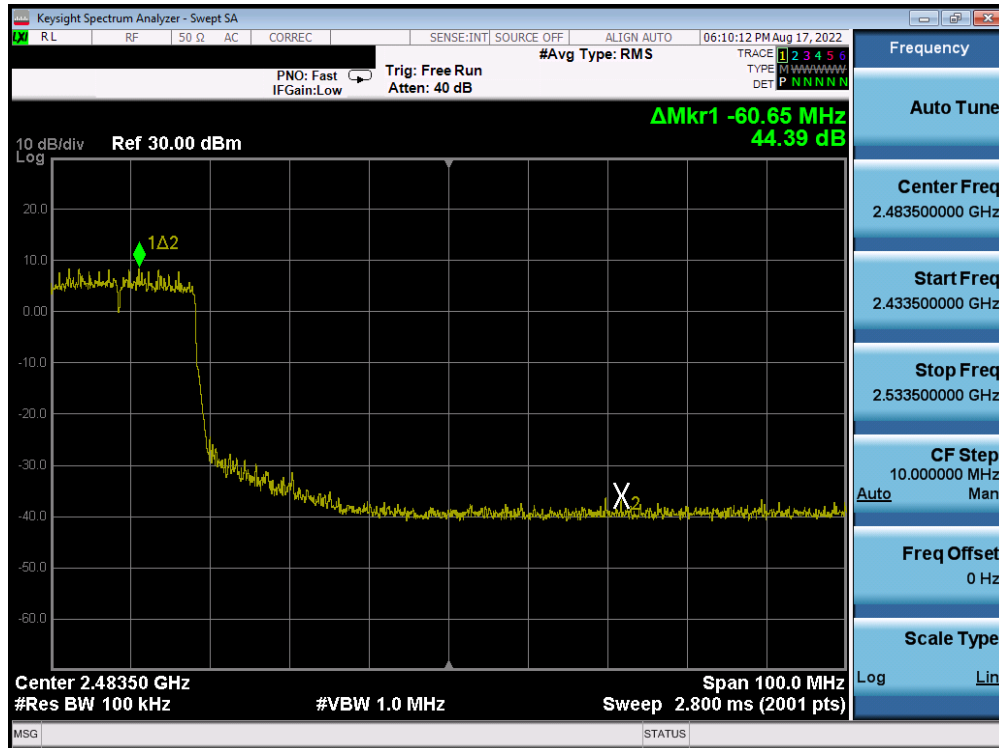 Keysight Spectrum Analyzer - Swept SA
LXI RL RF 50 Ω AC CORREC SENSE:INT SOURCE OFF ALIGN AUTO 06:10:12 PM Aug 17, 2022
#Avg Type: RMS TRACE 1 2 3 4 5 6
PNO: Fast Trig: Free Run TYPE M WWWWW
IFGain:Low Atten: 40 dB DET P N N N N N
ΔMkr1 -60.65 MHz
44.39 dB
10 dB/div Ref 30.00 dBm
Log
20.0
1Δ2
10.0
0.00
-10.0
-20.0
-30.0
X2
-40.0
-50.0
-60.0
Center 2.48350 GHz Span 100.0 MHz
#Res BW 100 kHz #VBW 1.0 MHz Sweep 2.800 ms (2001 pts)
MSG STATUS
Frequency
Auto Tune
Center Freq
2.483500000 GHz
Start Freq
2.433500000 GHz
Stop Freq
2.533500000 GHz
CF Step
10.000000 MHz
Auto Man
Freq Offset
0 Hz
Scale Type
Log Lin